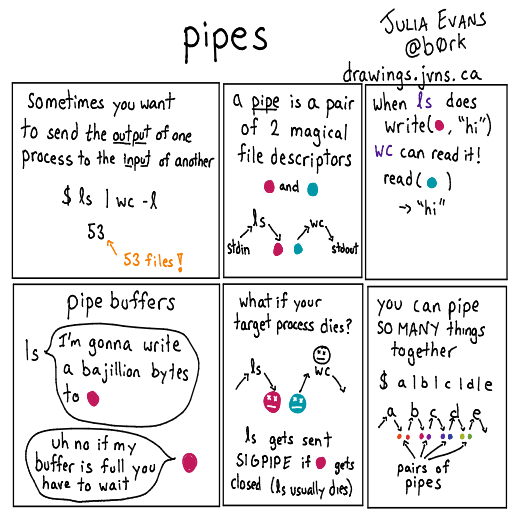 pipes
JULIA EVANS
@b0rk
drawings.jvns.ca
Sometimes you want
to send the output of one
process to the input of another
$ ls | wc -l
53
53 files!
a pipe is a pair
of 2 magical
file descriptors
and
ls
wc
stdin
stdout
when ls does
write( , "hi")
wc can read it!
read( )
→ "hi"
pipe buffers
ls
I'm gonna write
a bajillion bytes
to
uh no if my
buffer is full you
have to wait
what if your
target process dies?
ls
wc
ls gets sent
SIGPIPE if gets
closed (ls usually dies)
you can pipe
SO MANY things
together
$ a|b|c|d|e
a b c d e
pairs of
pipes